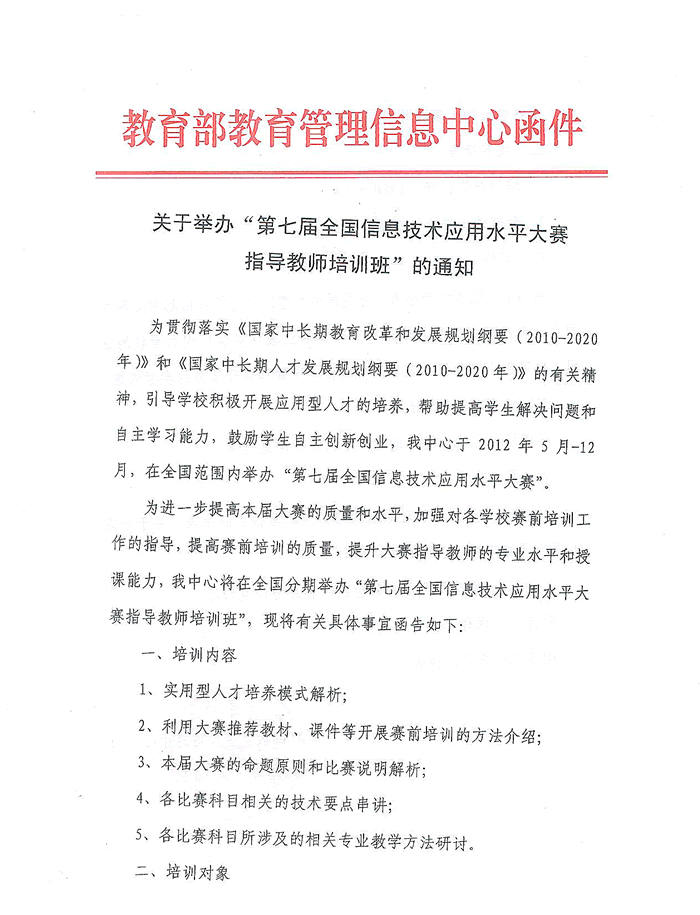 教育部教育管理信息中心函件
关于举办“第七届全国信息技术应用水平大赛
指导教师培训班”的通知
为贯彻落实《国家中长期教育改革和发展规划纲要（2010-2020
年）》和《国家中长期人才发展规划纲要（2010-2020 年）》的有关精
神，引导学校积极开展应用型人才的培养，帮助提高学生解决问题和
自主学习能力，鼓励学生自主创新创业，我中心于 2012 年 5 月-12
月，在全国范围内举办“第七届全国信息技术应用水平大赛”。
为进一步提高本届大赛的质量和水平，加强对各学校赛前培训工
作的指导，提高赛前培训的质量，提升大赛指导教师的专业水平和授
课能力，我中心将在全国分期举办“第七届全国信息技术应用水平大
赛指导教师培训班”，现将有关具体事宜函告如下：
一、培训内容
1、实用型人才培养模式解析；
2、利用大赛推荐教材、课件等开展赛前培训的方法介绍；
3、本届大赛的命题原则和比赛说明解析；
4、各比赛科目相关的技术要点串讲；
5、各比赛科目所涉及的相关专业教学方法研讨。
二、培训对象